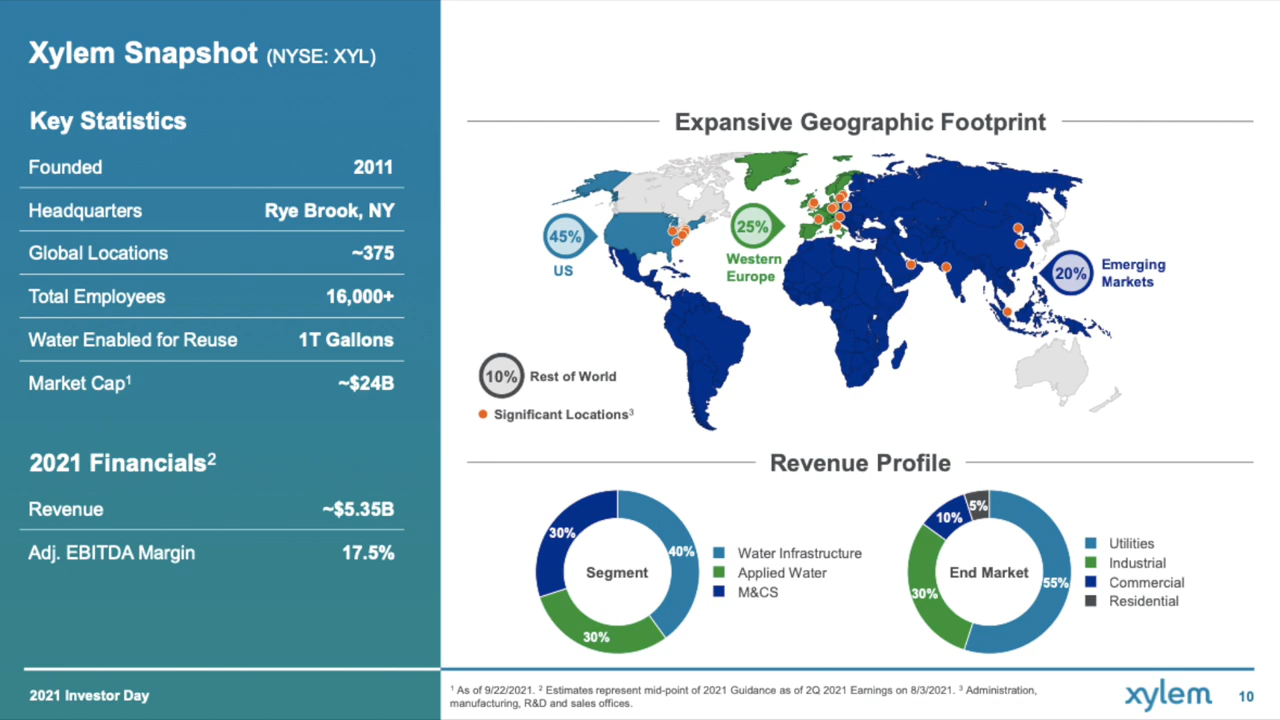 Xylem Snapshot (NYSE: XYL)
Key Statistics
Founded 2011
Headquarters Rye Brook, NY
Global Locations ~375
Total Employees 16,000+
Water Enabled for Reuse 1T Gallons
Market Cap¹ ~$24B
2021 Financials²
Revenue ~$5.35B
Adj. EBITDA Margin 17.5%
2021 Investor Day
Expansive Geographic Footprint
45%
US
25%
Western
Europe
20%
Emerging
Markets
10% Rest of World
Significant Locations³
Revenue Profile
30%
40%
30%
Segment
Water Infrastructure
Applied Water
M&CS
5%
10%
30%
55%
End Market
Utilities
Industrial
Commercial
Residential
¹ As of 9/22/2021. ² Estimates represent mid-point of 2021 Guidance as of 2Q 2021 Earnings on 8/3/2021. ³ Administration,
manufacturing, R&D and sales offices.
xylem
10